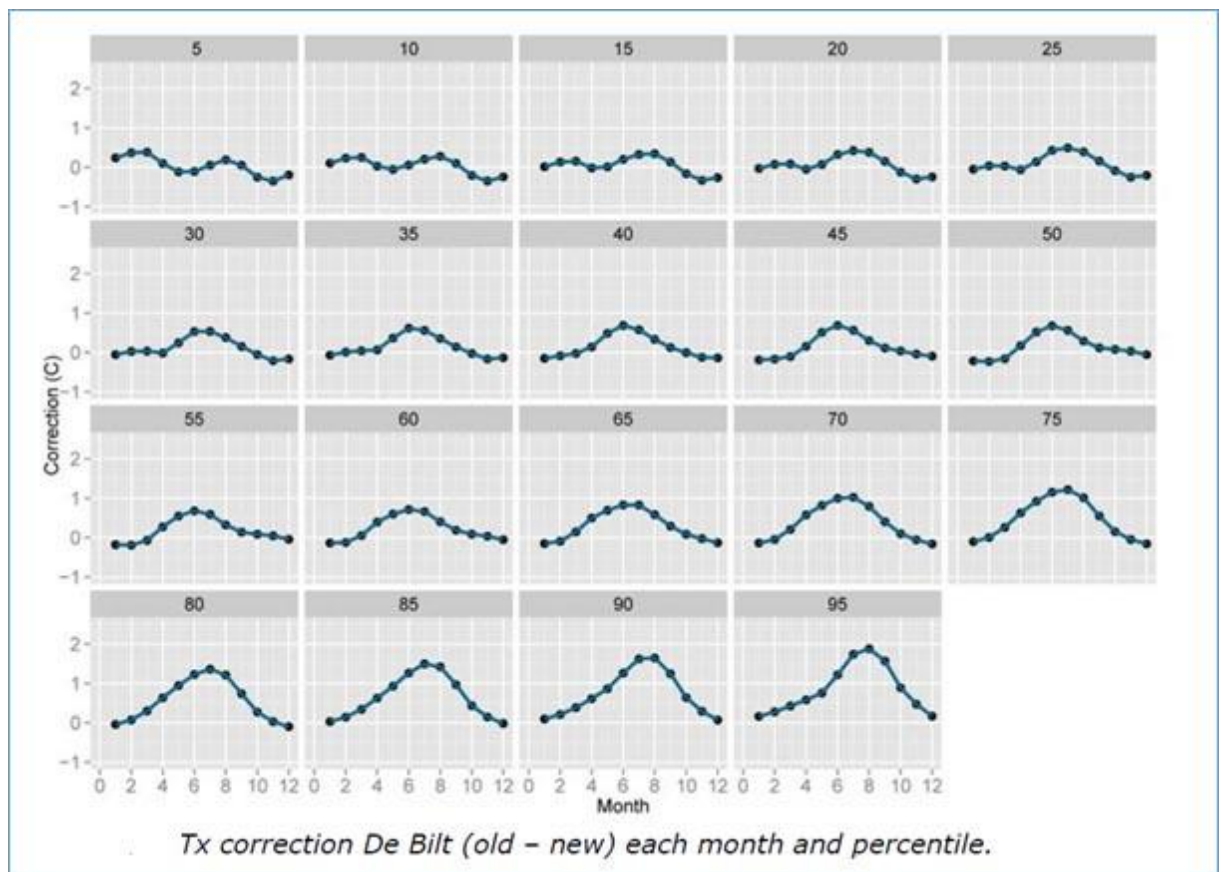 5 10 15 20 25
2
1
0
−1
30 35 40 45 50
2
1
0
−1
Correction (C)
55 60 65 70 75
2
1
0
−1
80 85 90 95
2
1
0
−1
0 2 4 6 8 10 12 0 2 4 6 8 10 12 0 2 4 6 8 10 12 0 2 4 6 8 10 12
Month
Tx correction De Bilt (old – new) each month and percentile.